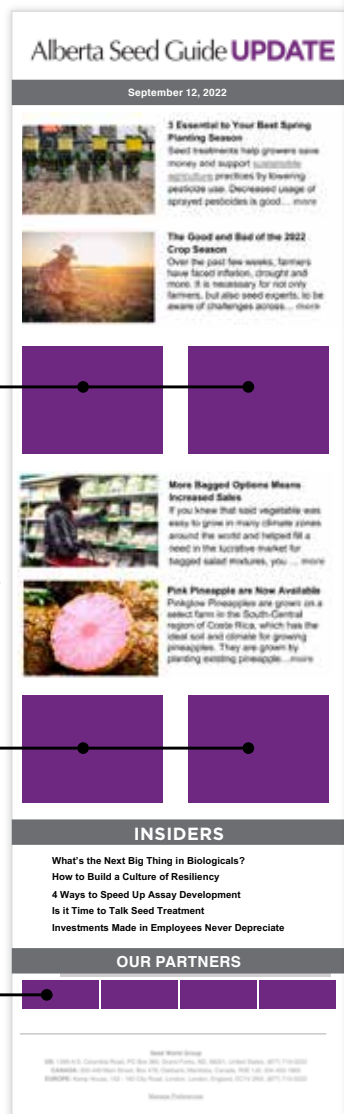 Alberta Seed Guide UPDATE
September 12, 2022
3 Essential to Your Best Spring
Planting Season
Seed treatments help growers save
money and support sustainable
agriculture practices by lowering
pesticide use. Decreased usage of
sprayed pesticides is good... more
The Good end Bad of the 2022
Crop Season
Over the past few weeks, farmers
have faced inflation, drought and
more. It is necessary for not only
farmers, but also seed experts, to be
aware of challenges across... more
More Bagged Options Means
Increased Sales
If you knew that said vegetable was
easy to grow in many climate zones
around the world and helped fill a
need in the lucrative market for
bagged salad mixtures, you ... more
Pink Pineapple are Now Available
Pinkglow Pineapples are grown on a
select farm in the South-Central
region of Costa Rica, which has the
ideal soil and climate for growing
pineapples. They are grown by
planting existing pineapple...more
INSIDERS
What's the Next Big Thing in Biologicals?
How to Build a Culture of Resiliency
4 Ways to Speed Up Assay Development
Is it Time to Talk Seed Treatment
Investments Made in Employees Never Depreciate
OUR PARTNERS
Seed World Group
Manage Preferences